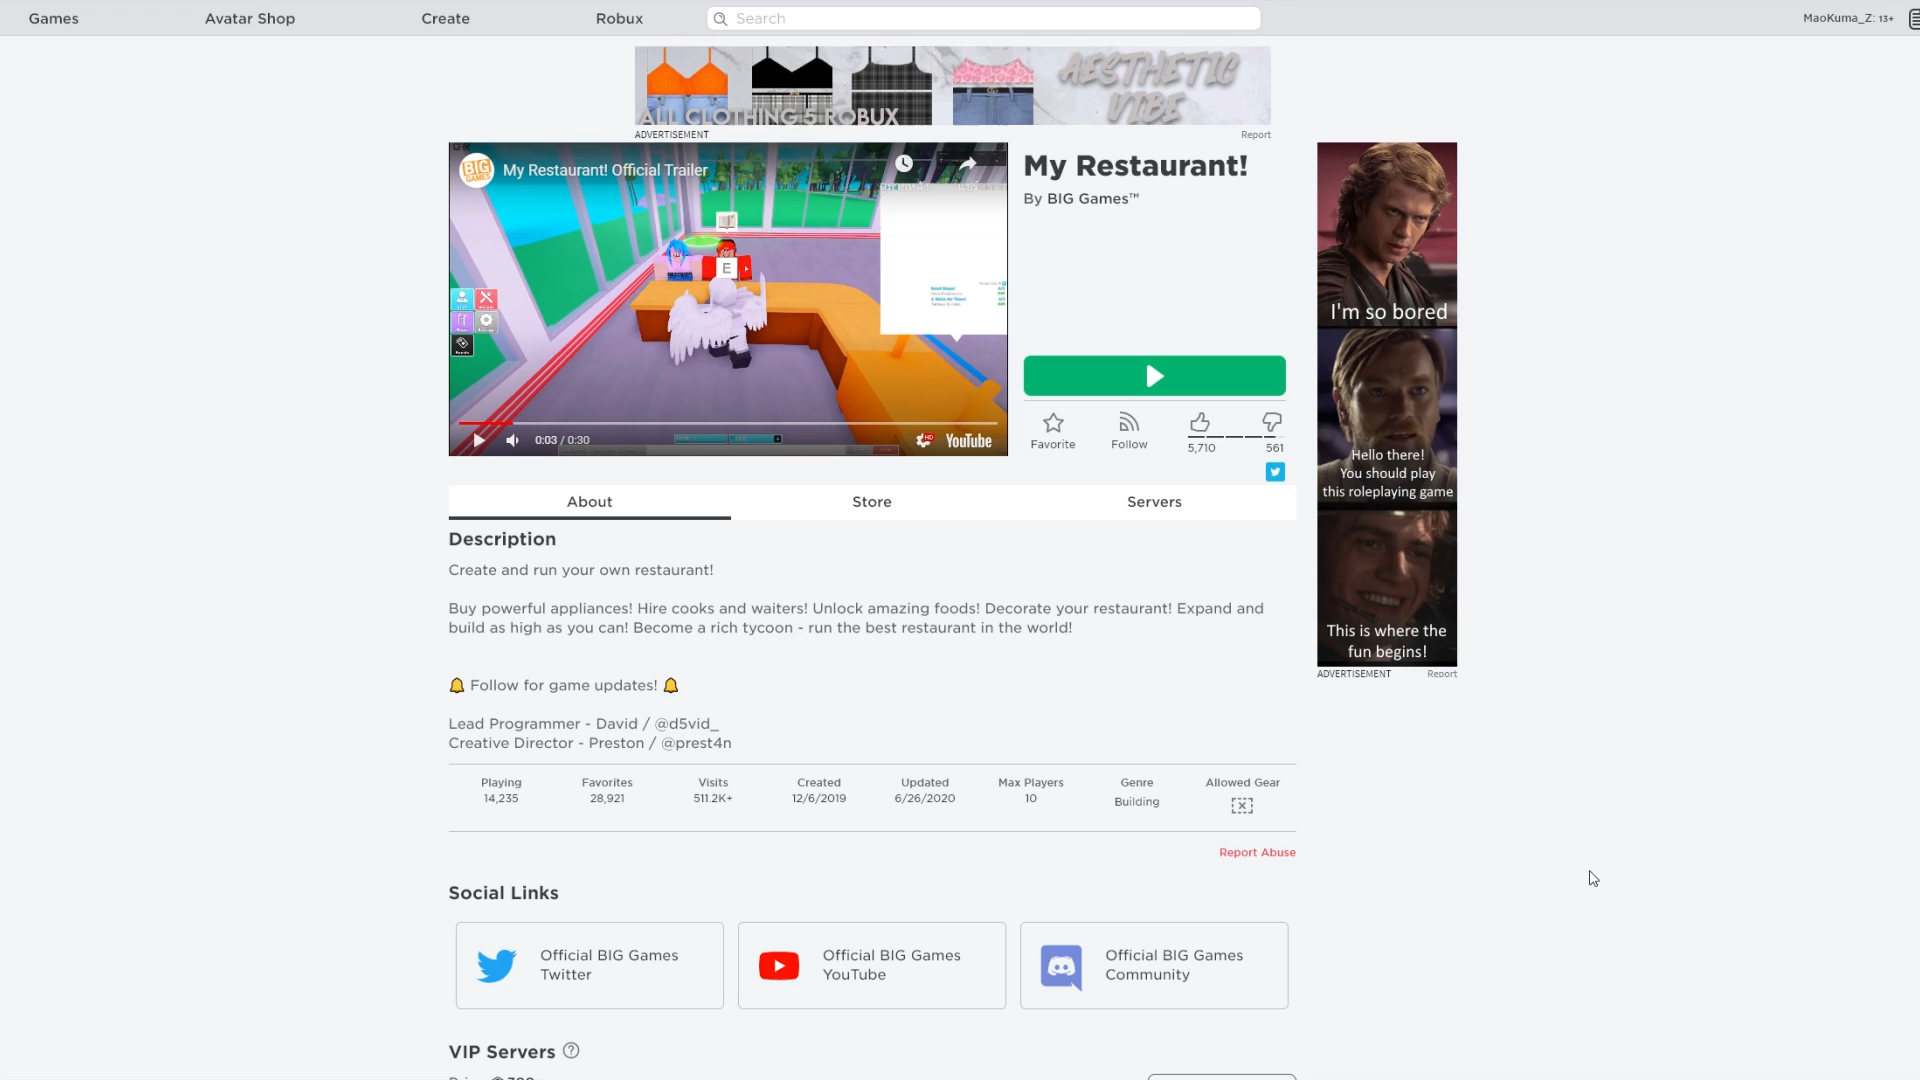 Games
Avatar Shop
Create
Robux
Search
MaoKuma_Z: 13+
ALL CLOTHING 5 ROBUX
AESTHETIC
VIBE
ADVERTISEMENT
Report
BIG
GAMES
My Restaurant! Official Trailer
E
0:03 / 0:30
HD
YouTube
My Restaurant!
By BIG Games™
Favorite
Follow
5,710
561
I'm so bored
Hello there!
You should play
this roleplaying game
This is where the
fun begins!
ADVERTISEMENT
Report
About
Store
Servers
Description
Create and run your own restaurant!
Buy powerful appliances! Hire cooks and waiters! Unlock amazing foods! Decorate your restaurant! Expand and
build as high as you can! Become a rich tycoon - run the best restaurant in the world!
🔔 Follow for game updates! 🔔
Lead Programmer - David / @d5vid_
Creative Director - Preston / @prest4n
Playing
Favorites
Visits
Created
Updated
Max Players
Genre
Allowed Gear
14,235
28,921
511.2K+
12/6/2019
6/26/2020
10
Building
Report Abuse
Social Links
Official BIG Games
Twitter
Official BIG Games
YouTube
Official BIG Games
Community
VIP Servers